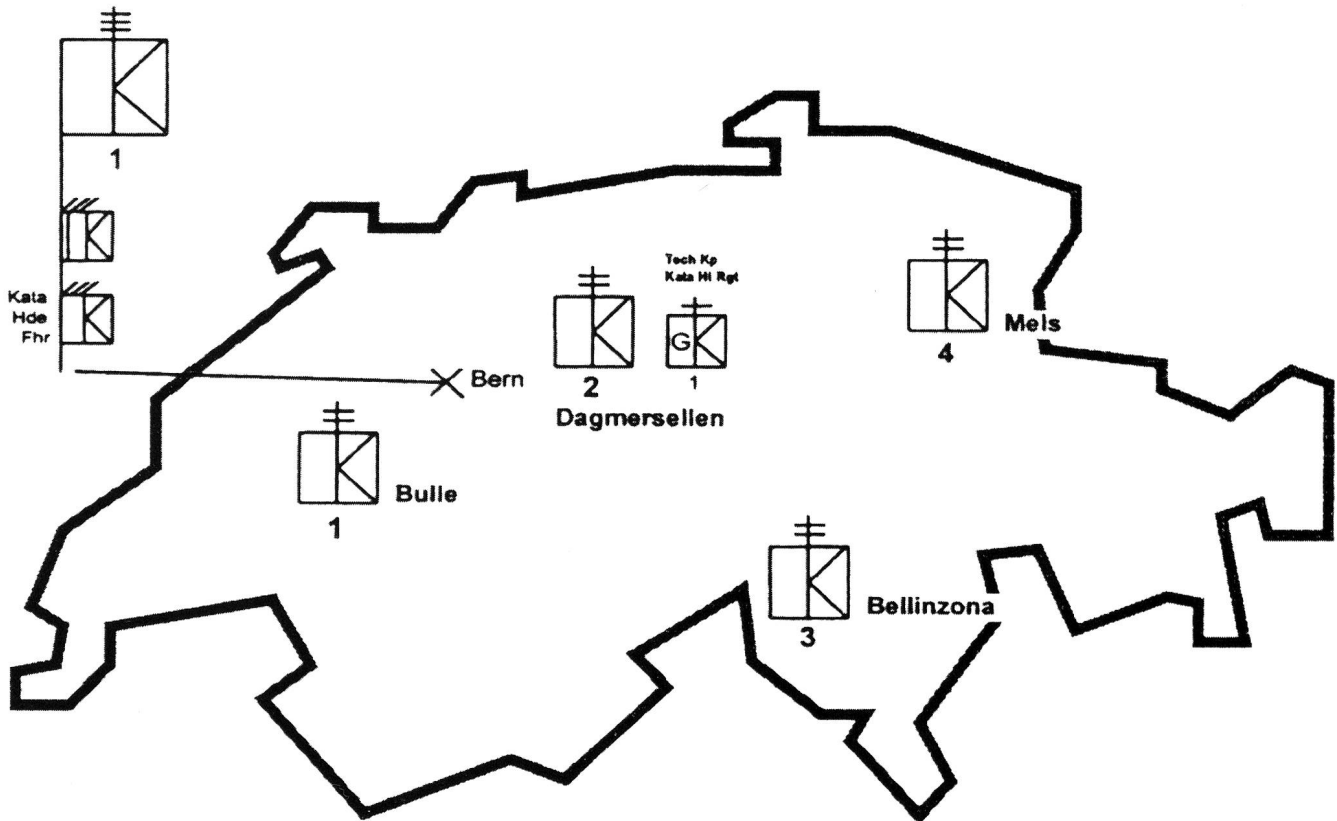 1
Kata
Hde
Fhr
Bern
Tech Kp
Kata Hi Rgt
G
1
2
Dagmersellen
4
Mels
1
Bulle
3
Bellinzona